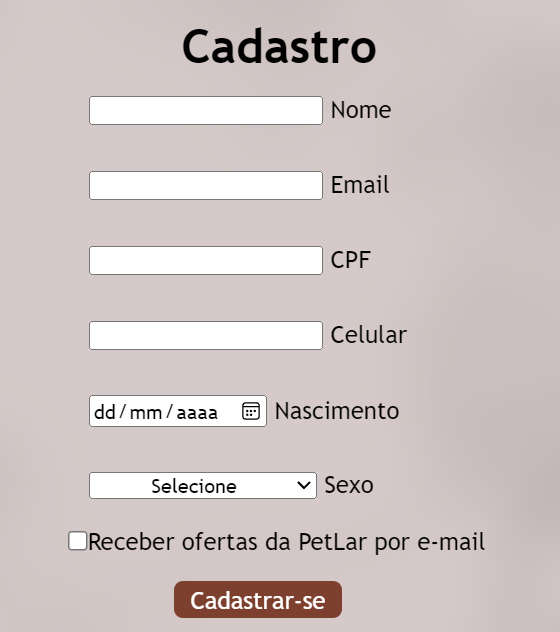 Cadastro
Nome
Email
CPF
Celular
dd/mm/aaaa Nascimento
Selecione Sexo
Receber ofertas da PetLar por e-mail
Cadastrar-se